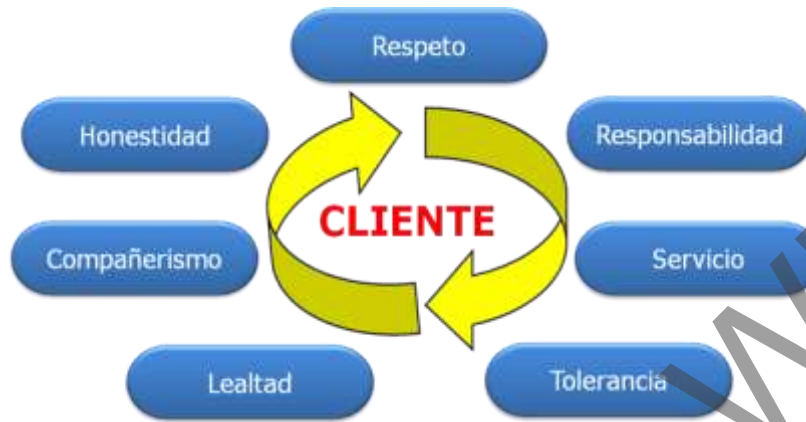 Respeto
Honestidad
Responsabilidad
CLIENTE
Compañerismo
Servicio
Lealtad
Tolerancia